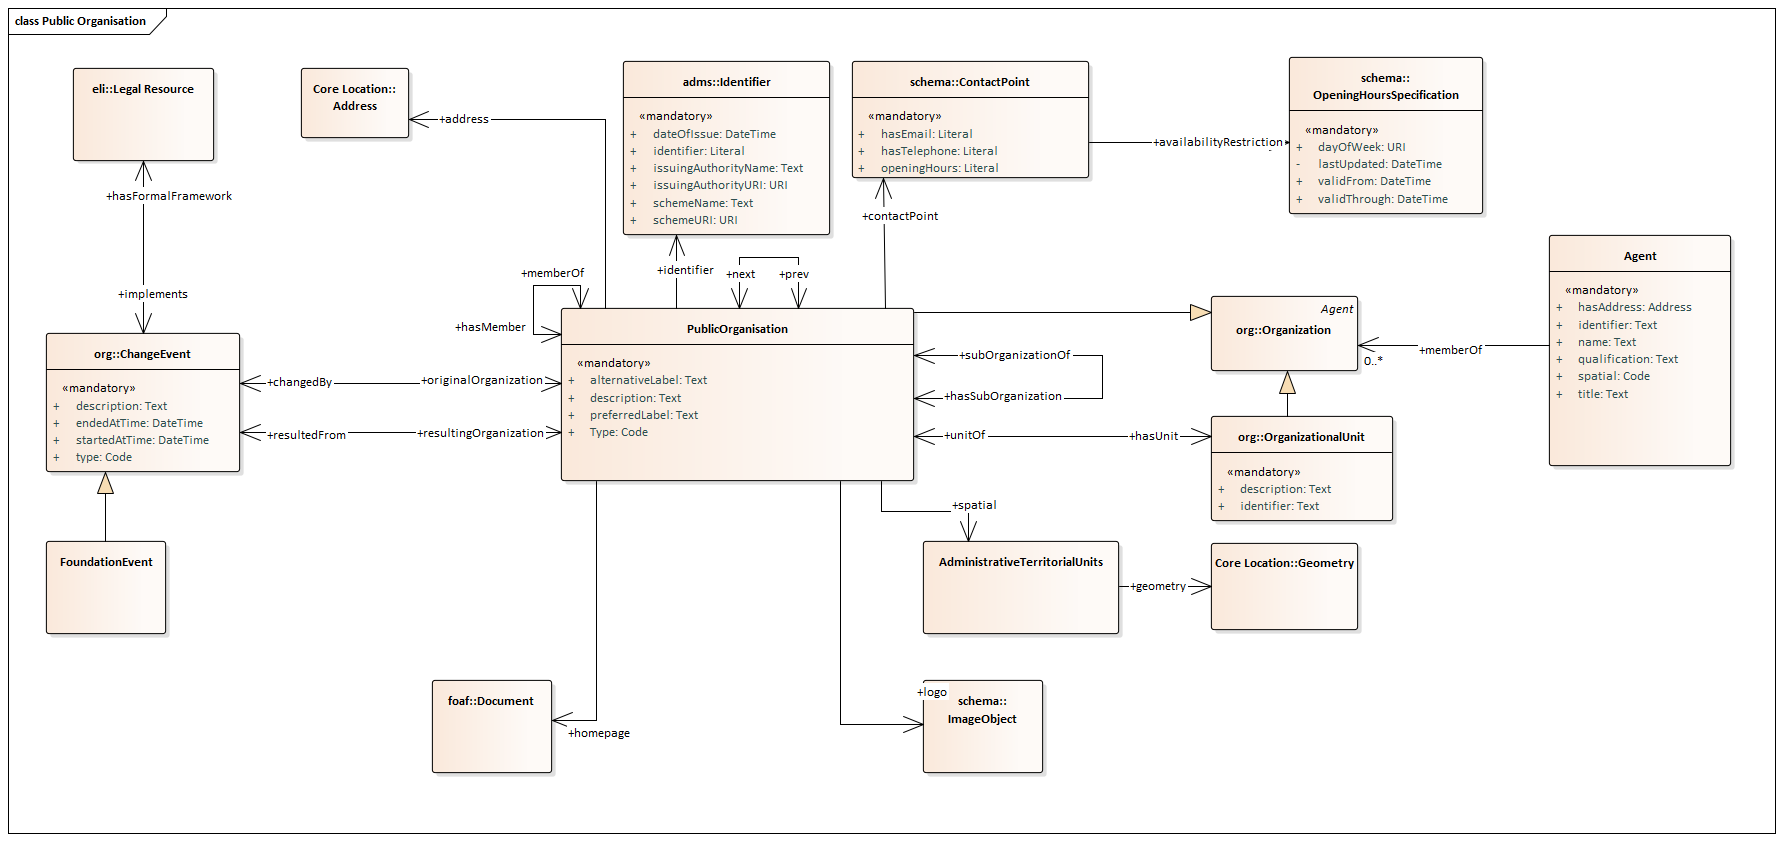 class Public Organisation
eli::Legal Resource
Core Location::
Address
adms::Identifier
«mandatory»
+ dateOfIssue: DateTime
+ identifier: Literal
+ issuingAuthorityName: Text
+ issuingAuthorityURI: URI
+ schemeName: Text
+ schemeURI: URI
schema::ContactPoint
«mandatory»
+ hasEmail: Literal
+ hasTelephone: Literal
+ openingHours: Literal
schema::
OpeningHoursSpecification
«mandatory»
+ dayOfWeek: URI
- lastUpdated: DateTime
+ validFrom: DateTime
+ validThrough: DateTime
+address
+availabilityRestriction
+hasFormalFramework
+contactPoint
+implements
+memberOf
+hasMember
+identifier
+next
+prev
Agent
«mandatory»
+ hasAddress: Address
+ identifier: Text
+ name: Text
+ qualification: Text
+ spatial: Code
+ title: Text
Agent
org::Organization
+memberOf
0..*
org::ChangeEvent
«mandatory»
+ description: Text
+ endedAtTime: DateTime
+ startedAtTime: DateTime
+ type: Code
+changedBy
+originalOrganization
+resultedFrom
+resultingOrganization
PublicOrganisation
«mandatory»
+ alternativeLabel: Text
+ description: Text
+ preferredLabel: Text
+ Type: Code
+subOrganizationOf
+hasSubOrganization
+unitOf
+hasUnit
org::OrganizationalUnit
«mandatory»
+ description: Text
+ identifier: Text
+spatial
FoundationEvent
AdministrativeTerritorialUnits
+geometry
Core Location::Geometry
foaf::Document
+homepage
+logo
schema::
ImageObject